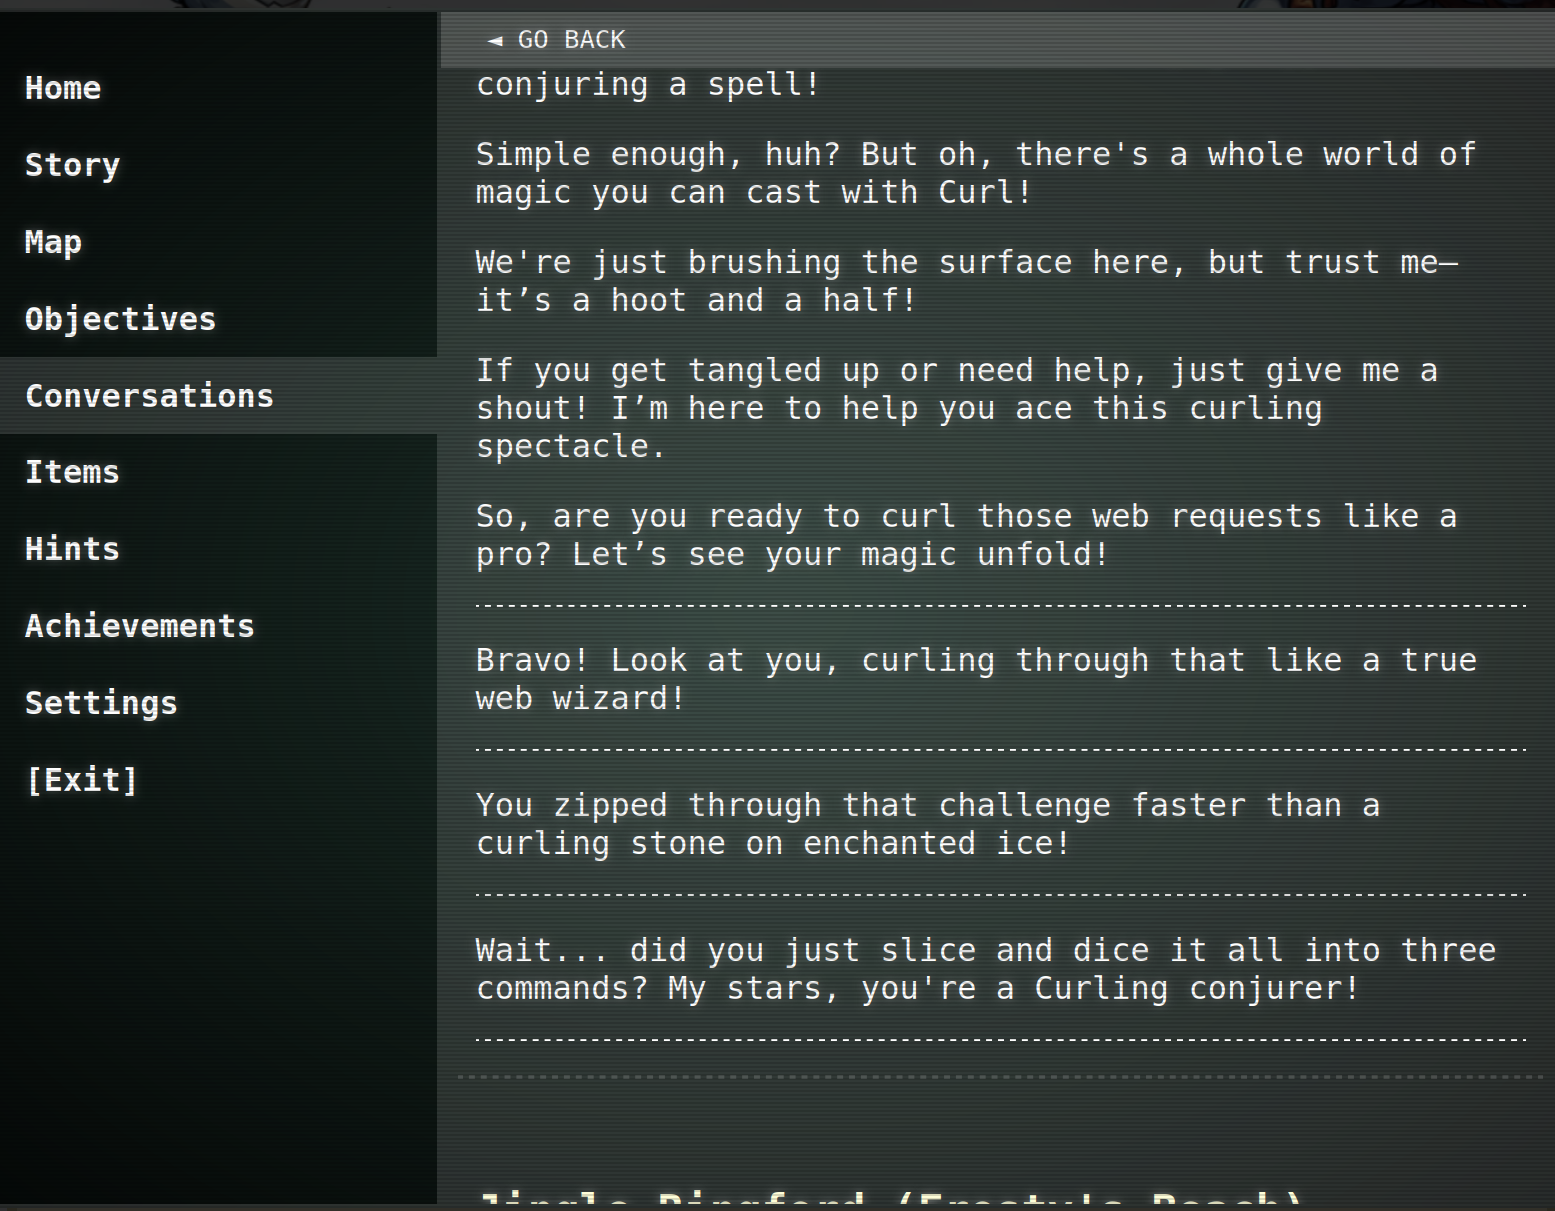 Home
Story
Map
Objectives
Conversations
Items
Hints
Achievements
Settings
[Exit]
◄ GO BACK
conjuring a spell!
Simple enough, huh? But oh, there's a whole world of
magic you can cast with Curl!
We're just brushing the surface here, but trust me—
it’s a hoot and a half!
If you get tangled up or need help, just give me a
shout! I’m here to help you ace this curling
spectacle.
So, are you ready to curl those web requests like a
pro? Let’s see your magic unfold!
Bravo! Look at you, curling through that like a true
web wizard!
You zipped through that challenge faster than a
curling stone on enchanted ice!
Wait... did you just slice and dice it all into three
commands? My stars, you're a Curling conjurer!
Jingle Ringford (Frosty's Beach)